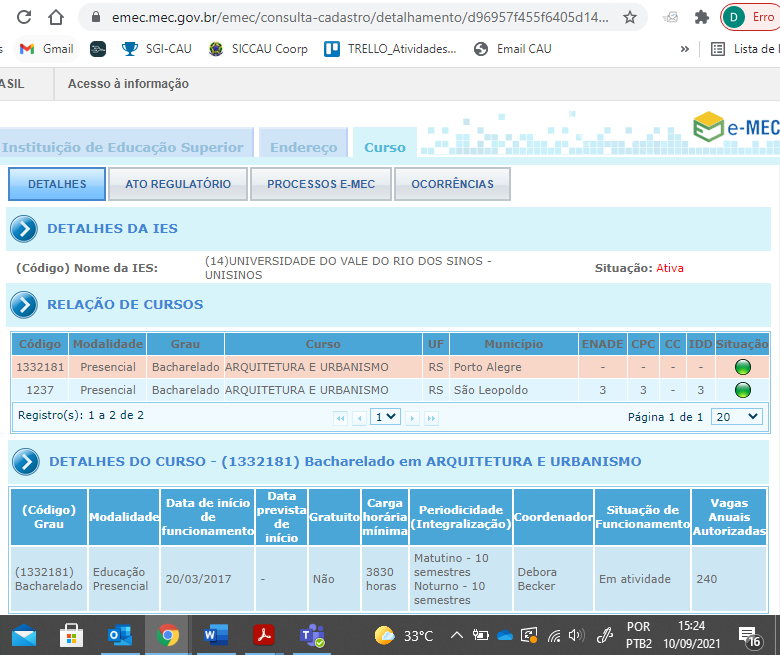 emec.mec.gov.br/emec/consulta-cadastro/detalhamento/d96957f455f6405d14...
D Erro
Gmail SGI-CAU SICCAU Coorp TRELLO_Atividades... Email CAU » Lista de
ASIL Acesso à informação
e-MEC
Instituição de Educação Superior Endereço Curso
DETALHES ATO REGULATÓRIO PROCESSOS E-MEC OCORRÊNCIAS
DETALHES DA IES
(Código) Nome da IES: (14)UNIVERSIDADE DO VALE DO RIO DOS SINOS - Situação: Ativa
UNISINOS
RELAÇÃO DE CURSOS
Código Modalidade Grau Curso UF Município ENADE CPC CC IDD Situação
1332181 Presencial Bacharelado ARQUITETURA E URBANISMO RS Porto Alegre - - - -
1237 Presencial Bacharelado ARQUITETURA E URBANISMO RS São Leopoldo 3 3 - 3
Registro(s): 1 a 2 de 2 1 Página 1 de 1 20
DETALHES DO CURSO - (1332181) Bacharelado em ARQUITETURA E URBANISMO
(Código) Grau Modalidade Data de início de funcionamento Data prevista de início Gratuito Carga horária mínima Periodicidade (Integralização) Coordenador Situação de Funcionamento Vagas Anuais Autorizadas
(1332181) Bacharelado Educação Presencial 20/03/2017 - Não 3830 horas Matutino - 10 semestres Noturno - 10 semestres Debora Becker Em atividade 240
33°C POR 15:24
PTB2 10/09/2021 16